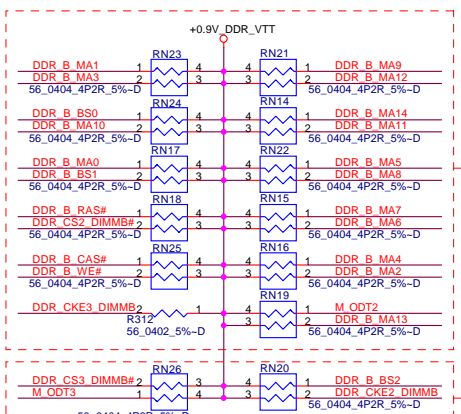 +0.9V_DDR_VTT
RN23 RN21
DDR_B_MA1 1 4 4 1 DDR_B_MA9
DDR_B_MA3 2 3 3 2 DDR_B_MA12
56_0404_4P2R_5%~D 56_0404_4P2R_5%~D
RN24 RN14
DDR_B_BS0 1 4 4 1 DDR_B_MA14
DDR_B_MA10 2 3 3 2 DDR_B_MA11
56_0404_4P2R_5%~D 56_0404_4P2R_5%~D
RN17 RN22
DDR_B_MA0 1 4 4 1 DDR_B_MA5
DDR_B_BS1 2 3 3 2 DDR_B_MA8
56_0404_4P2R_5%~D 56_0404_4P2R_5%~D
RN18 RN15
DDR_B_RAS# 1 4 4 1 DDR_B_MA7
DDR_CS2_DIMMB# 2 3 3 2 DDR_B_MA6
56_0404_4P2R_5%~D 56_0404_4P2R_5%~D
RN25 RN16
DDR_B_CAS# 1 4 4 1 DDR_B_MA4
DDR_B_WE# 2 3 3 2 DDR_B_MA2
56_0404_4P2R_5%~D 56_0404_4P2R_5%~D
RN19
DDR_CKE3_DIMMB 2 1 4 1 M_ODT2
R312 3 2 DDR_B_MA13
56_0402_5%~D 56_0404_4P2R_5%~D
RN26 RN20
DDR_CS3_DIMMB# 2 3 4 1 DDR_B_BS2
M_ODT3 1 4 3 2 DDR_CKE2_DIMMB
56_0404_4P2R_5%~D 56_0404_4P2R_5%~D